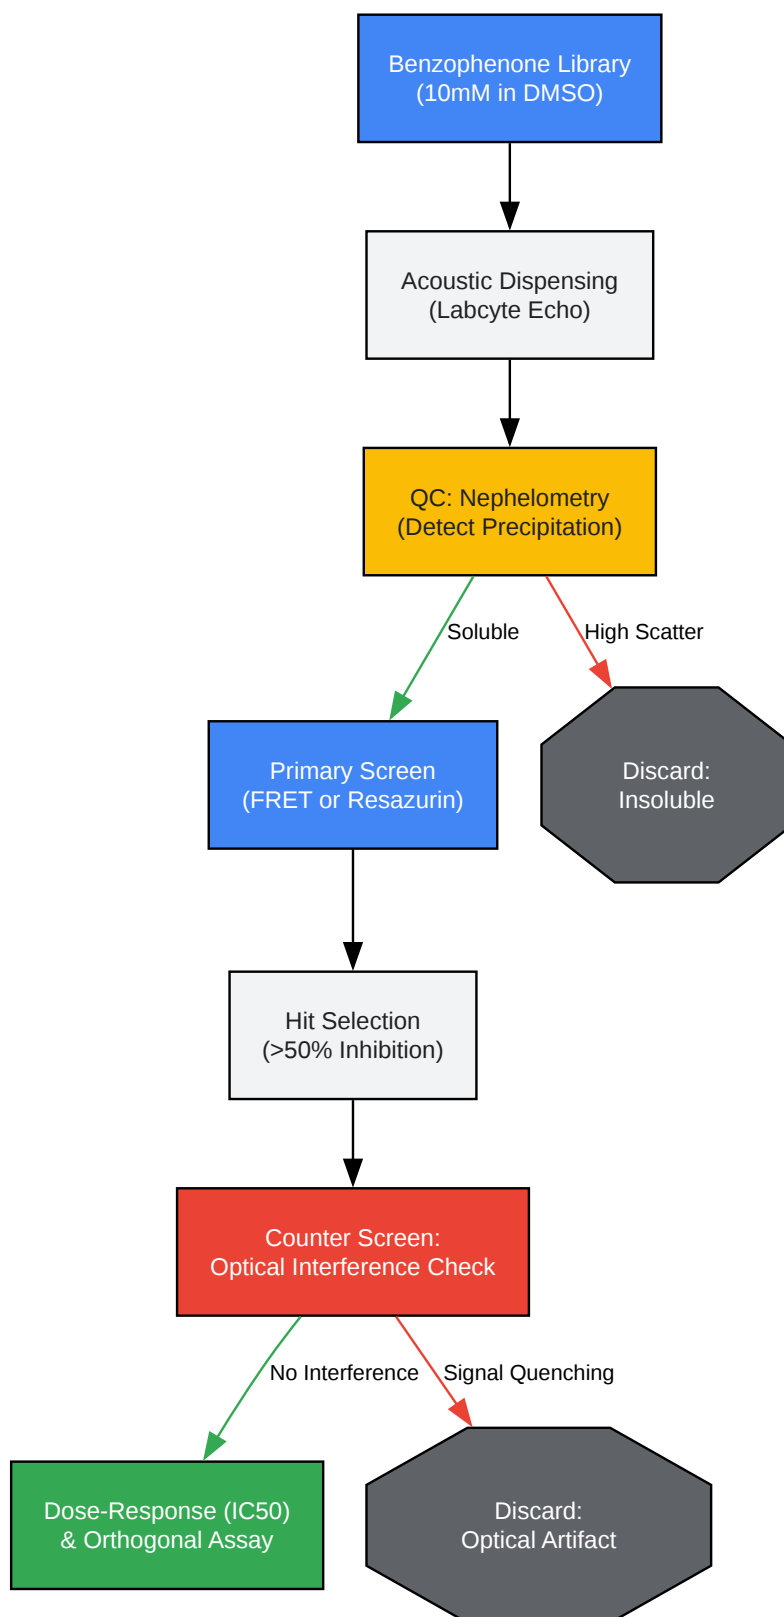 Benzophenone Library
(10mM in DMSO)
Acoustic Dispensing
(Labcyte Echo)
QC: Nephelometry
(Detect Precipitation)
Soluble
High Scatter
Primary Screen
(FRET or Resazurin)
Discard:
Insoluble
Hit Selection
(>50% Inhibition)
Counter Screen:
Optical Interference Check
No Interference
Signal Quenching
Dose-Response (IC50)
& Orthogonal Assay
Discard:
Optical Artifact